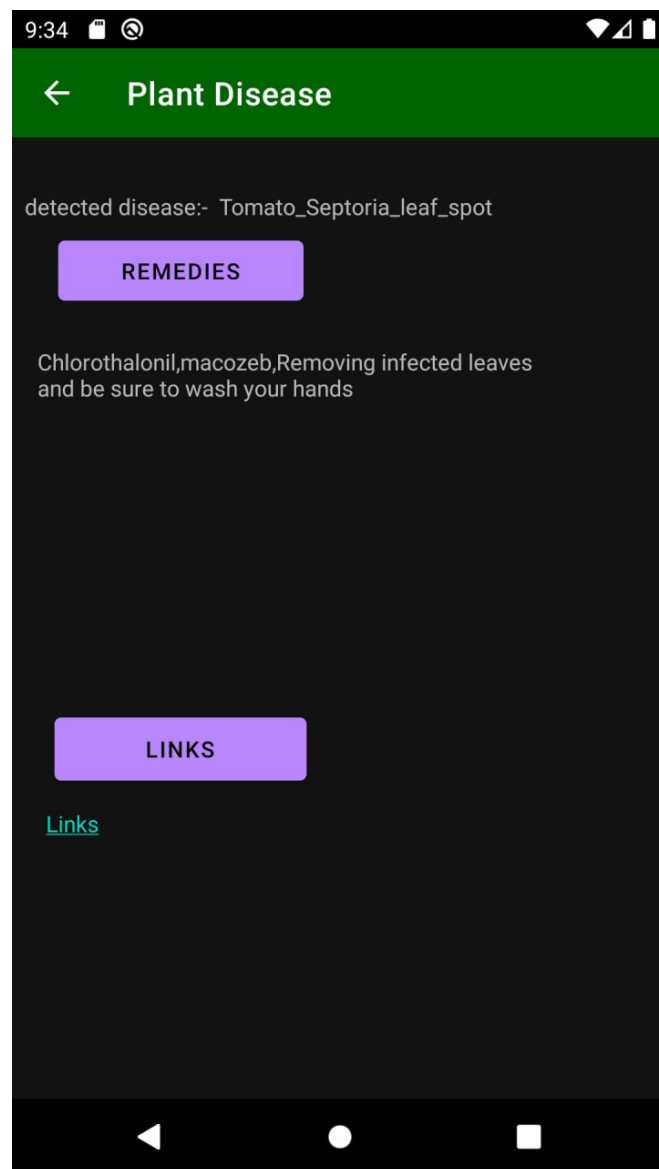 9:34
Plant Disease
detected disease:- Tomato_Septoria_leaf_spot
REMEDIES
Chlorothalonil,macozeb,Removing infected leaves
and be sure to wash your hands
LINKS
Links